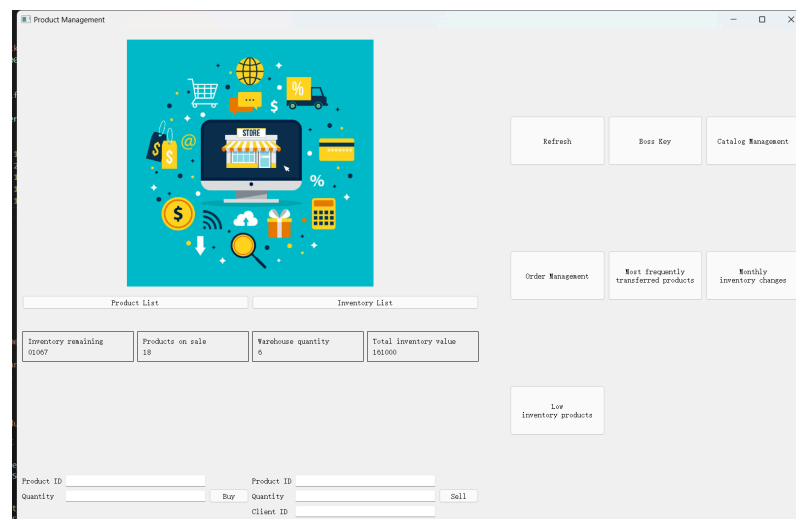 Product Management
STORE
Refresh
Boss Key
Catalog Management
Order Management
Most frequently
transferred products
Monthly
inventory changes
Product List
Inventory List
Inventory remaining
01067
Products on sale
18
Warehouse quantity
6
Total inventory value
161000
Low
inventory products
Product ID
Quantity
Buy
Product ID
Quantity
Sell
Client ID